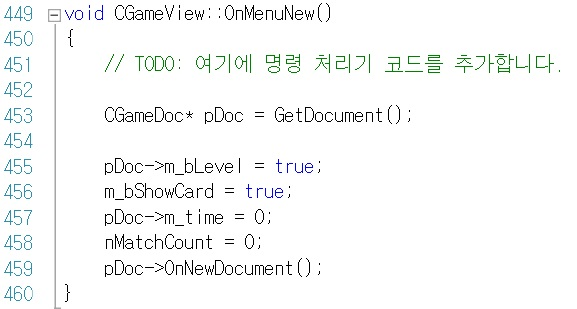 449 void CGameView::OnMenuNew()
450 {
451 // TODO: 여기에 명령 처리기 코드를 추가합니다.
452
453 CGameDoc* pDoc = GetDocument();
454
455 pDoc->m_bLevel = true;
456 m_bShowCard = true;
457 pDoc->m_time = 0;
458 nMatchCount = 0;
459 pDoc->OnNewDocument();
460 }